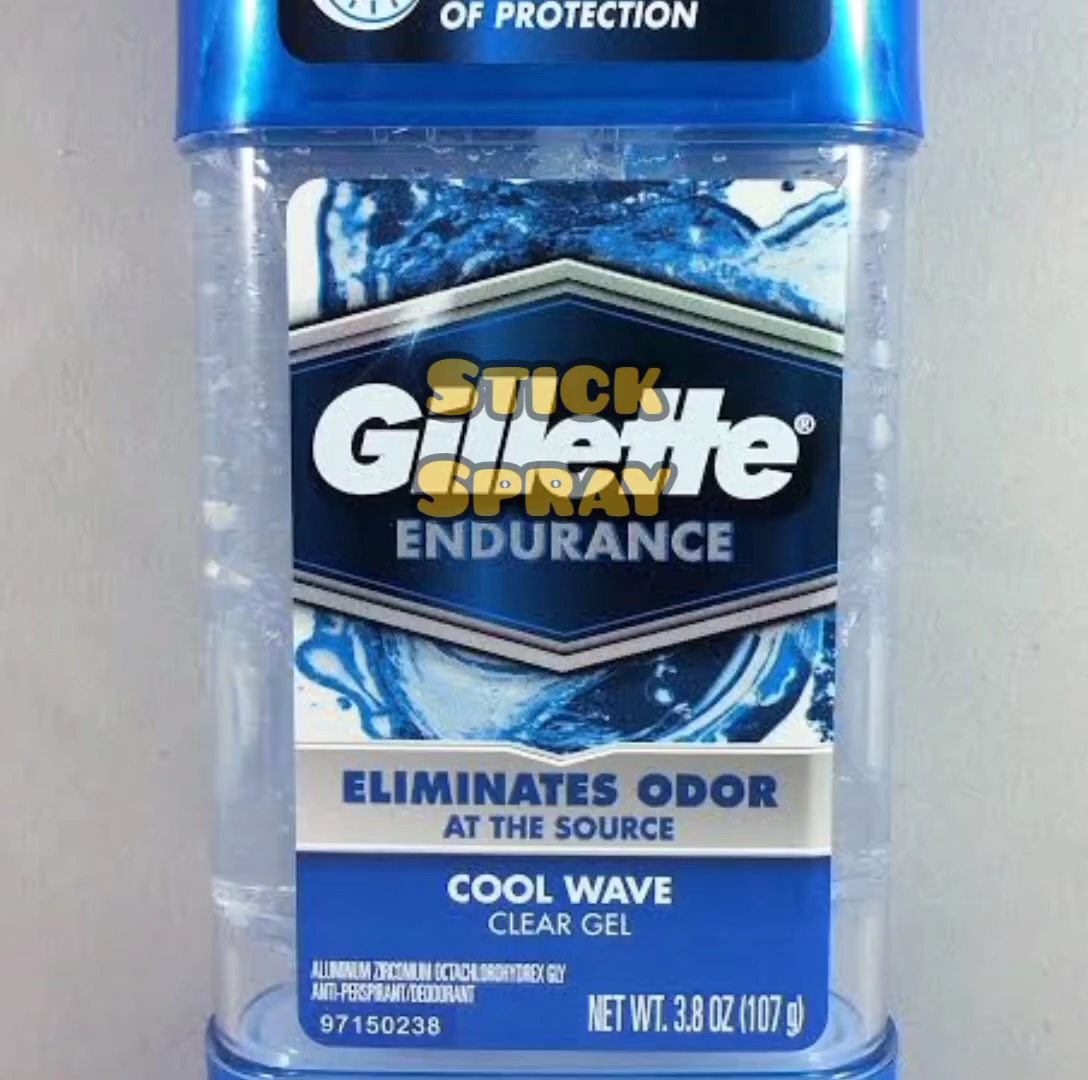 OF PROTECTION
STICK
Gillette®
SPRAY
ENDURANCE
ELIMINATES ODOR
AT THE SOURCE
COOL WAVE
CLEAR GEL
ALUMINUM ZIRCONIUM OCTACHLOROHYDREX GLY
ANTI-PERSPIRANT/DEODORANT
97150238
NET WT. 3.8 OZ (107 g)